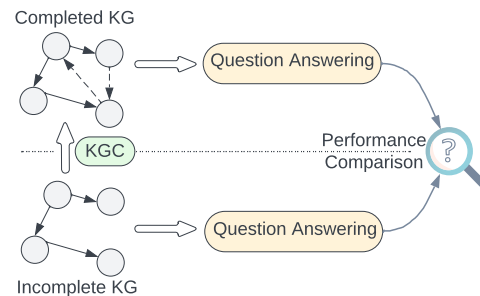 Completed KG
Question Answering
KGC
Performance
Comparison
?
Question Answering
Incomplete KG